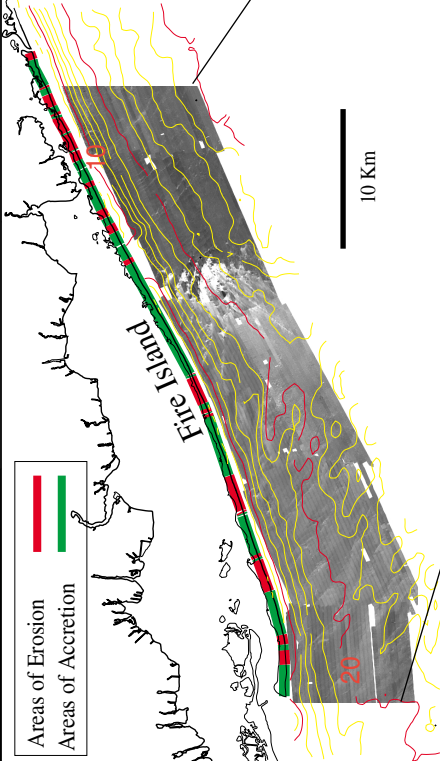 Areas of Erosion
Areas of Accretion
Fire Island
10
20
10 Km